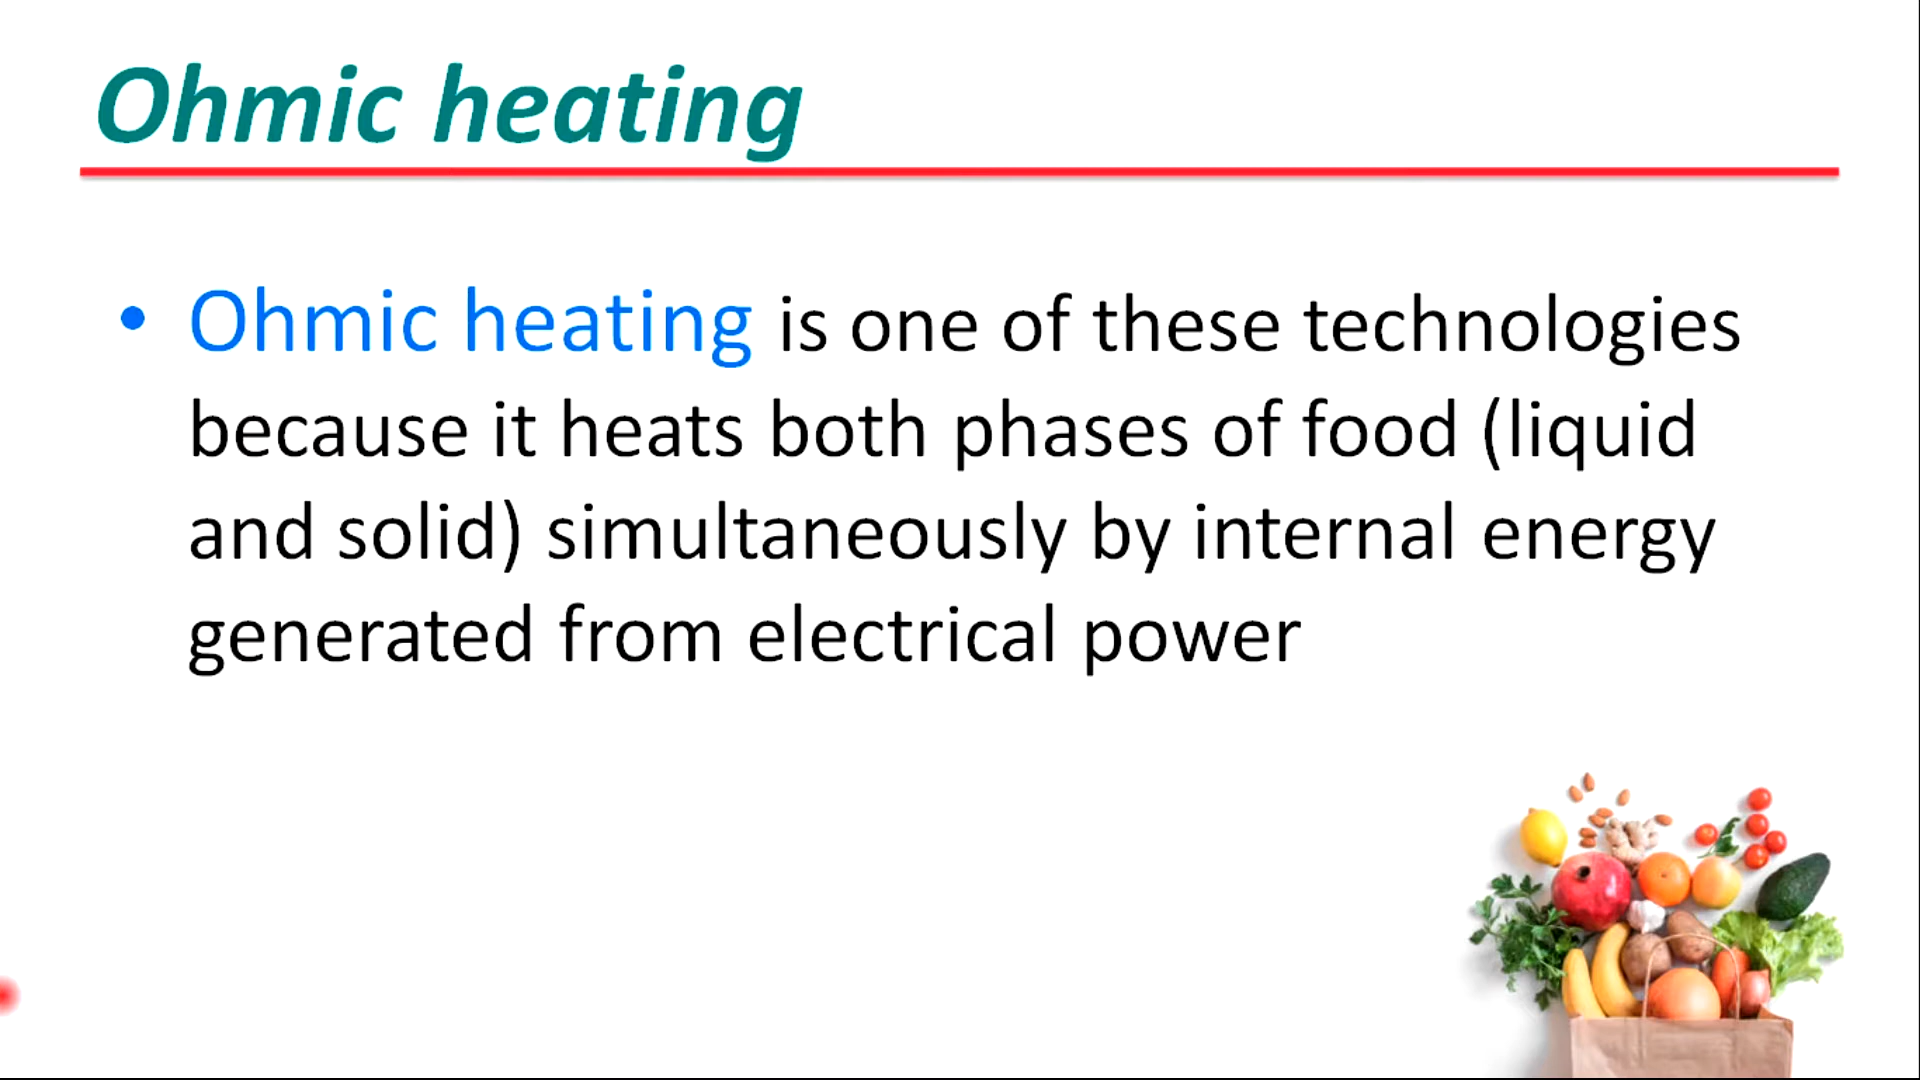 Ohmic heating
• Ohmic heating is one of these technologies
because it heats both phases of food (liquid
and solid) simultaneously by internal energy
generated from electrical power